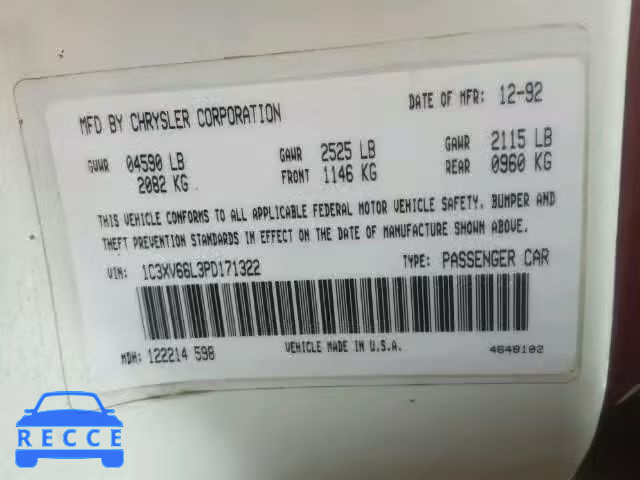 MFD BY CHRYSLER CORPORATION DATE OF MFR: 12-92
GVWR 04590 LB GAWR 2525 LB GAWR 2115 LB
2082 KG FRONT 1146 KG REAR 0960 KG
THIS VEHICLE CONFORMS TO ALL APPLICABLE FEDERAL MOTOR VEHICLE SAFETY, BUMPER AND
THEFT PREVENTION STANDARDS IN EFFECT ON THE DATE OF MANUFACTURE SHOWN ABOVE.
VIN: 1C3XV66L3PD171322 TYPE: PASSENGER CAR
MDH: 122214 598 VEHICLE MADE IN U.S.A. 4648102
RECCE